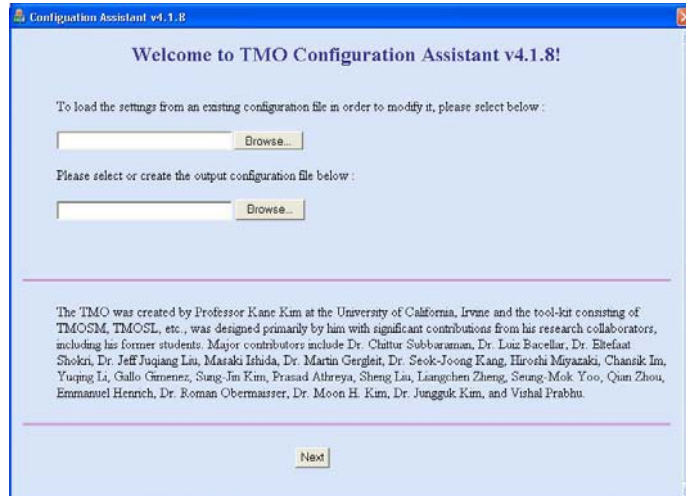 Configuation Assistant v4.1.8
Welcome to TMO Configuration Assistant v4.1.8!
To load the settings from an existing configuration file in order to modify it, please select below :
Browse...
Please select or create the output configuration file below :
Browse...
The TMO was created by Professor Kane Kim at the University of California, Irvine and the tool-kit consisting of
TMOSM, TMOSL, etc., was designed primarily by him with significant contributions from his research collaborators,
including his former students. Major contributors include Dr. Chittur Subbaraman, Dr. Luiz Bacellar, Dr. Eltefaat
Shokri, Dr. Jeff Juqiang Liu, Masaki Ishida, Dr. Martin Gergleit, Dr. Seok-Joong Kang, Hiroshi Miyazaki, Chansik Im,
Yuqing Li, Gallo Gimenez, Sung-Jin Kim, Prasad Athreya, Sheng Liu, Liangchen Zheng, Seung-Mok Yoo, Qian Zhou,
Emmanuel Henrich, Dr. Roman Obermaisser, Dr. Moon H. Kim, Dr. Jungguk Kim, and Vishal Prabhu.
Next